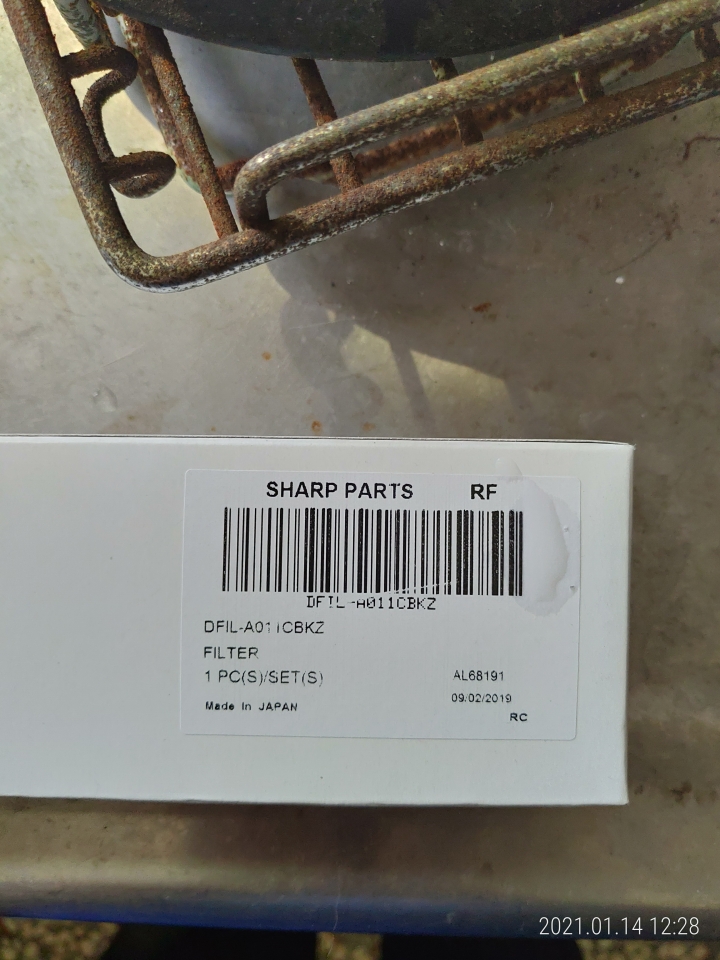 SHARP PARTS RF
DFIL-A011CBKZ
DFIL-A011CBKZ
FILTER
1 PC(S)/SET(S) AL68191
09/02/2019
Made In JAPAN
RC
2021.01.14 12:28